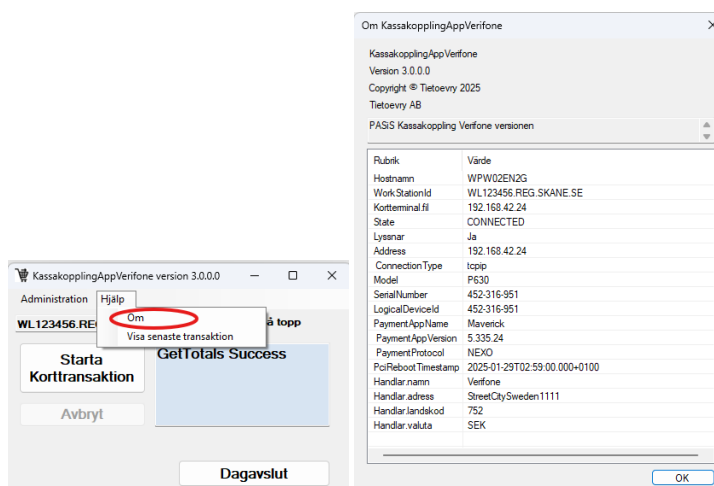 KassakopplingAppVerifone version 3.0.0.0
Administration Hjälp
Om
Visa senaste transaktion
WL123456.RE å topp
Starta
Korttransaktion
GetTotals Success
Avbryt
Dagavslut
Om KassakopplingAppVerifone
KassakopplingAppVerifone
Version 3.0.0.0
Copyright © Tietoevry 2025
Tietoevry AB
PASiS Kassakoppling Verifone versionen
Rubrik Värde
Hostnamn WPW02EN2G
WorkStationId WL123456.REG.SKANE.SE
Kortterminal.fil 192.168.42.24
State CONNECTED
Lyssnar Ja
Address 192.168.42.24
ConnectionType tcpip
Model P630
SerialNumber 452-316-951
LogicalDeviceId 452-316-951
PaymentAppName Maverick
PaymentAppVersion 5.335.24
PaymentProtocol NEXO
PciRebootTimestamp 2025-01-29T02:59:00.000+0100
Handlar.namn Verifone
Handlar.adress StreetCitySweden1111
Handlar.landskod 752
Handlar.valuta SEK
OK